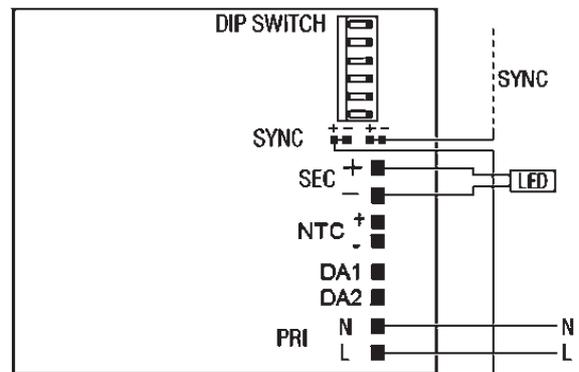 DIP SWITCH
SYNC
+ - + -
SYNC
SEC + -
LED
NTC + -
DA1
DA2
PRI
N N
L L